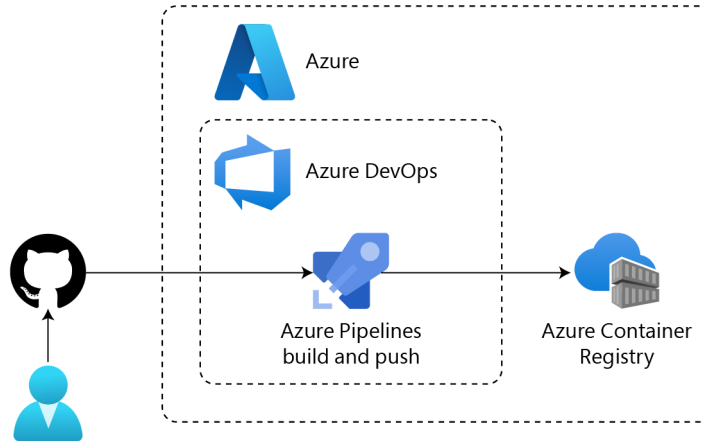 Azure
Azure DevOps
Azure Pipelines
build and push
Azure Container
Registry